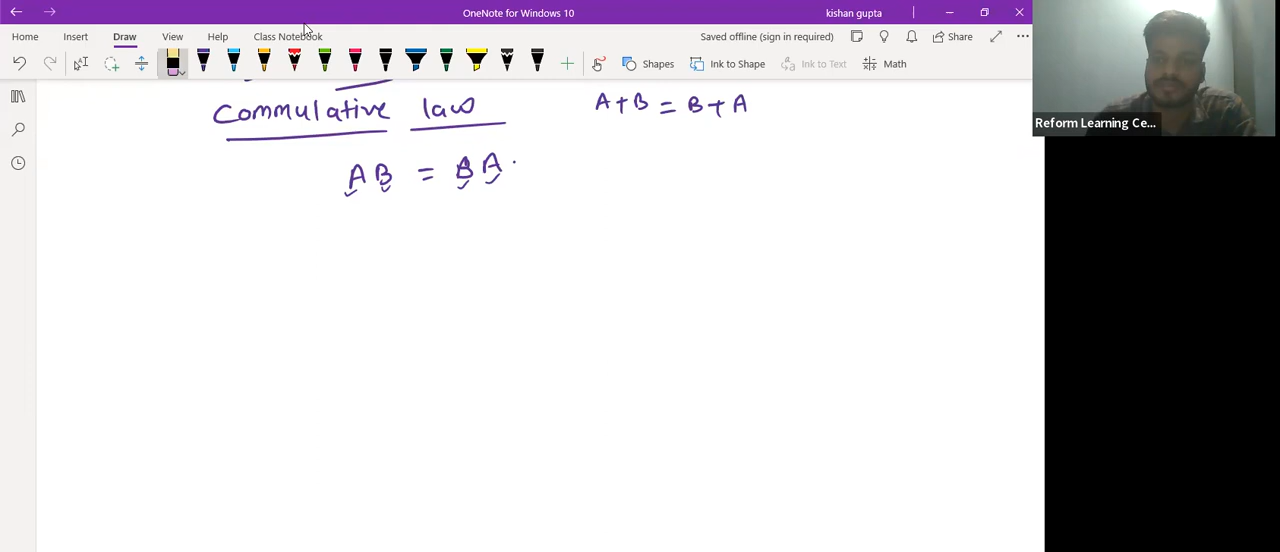 OneNote for Windows 10
kishan gupta
Home Insert Draw View Help Class Notebook
Saved offline (sign in required)
Share
Shapes Ink to Shape Ink to Text Math
Reform Learning Ce...
Commulative law
A+B = B+A
AB = BA.